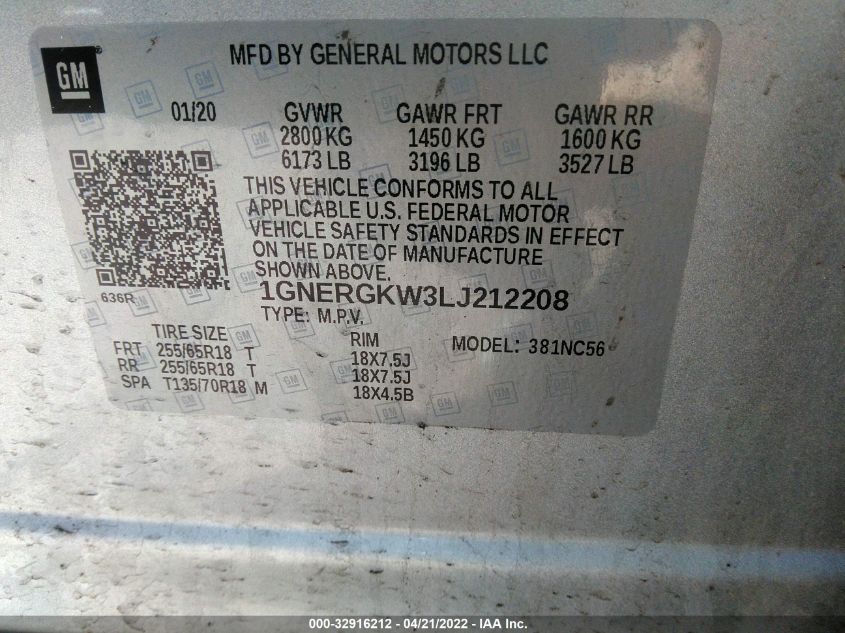 GM
MFD BY GENERAL MOTORS LLC
01/20 GVWR GAWR FRT GAWR RR
2800 KG 1450 KG 1600 KG
6173 LB 3196 LB 3527 LB
THIS VEHICLE CONFORMS TO ALL
APPLICABLE U.S. FEDERAL MOTOR
VEHICLE SAFETY STANDARDS IN EFFECT
ON THE DATE OF MANUFACTURE
SHOWN ABOVE.
636R
1GNERGKW3LJ212208
TYPE: M.P.V.
TIRE SIZE RIM MODEL: 381NC56
FRT 255/65R18 T 18X7.5J
RR 255/65R18 T 18X7.5J
SPA T135/70R18 M 18X4.5B
000-32916212 - 04/21/2022 - IAA Inc.